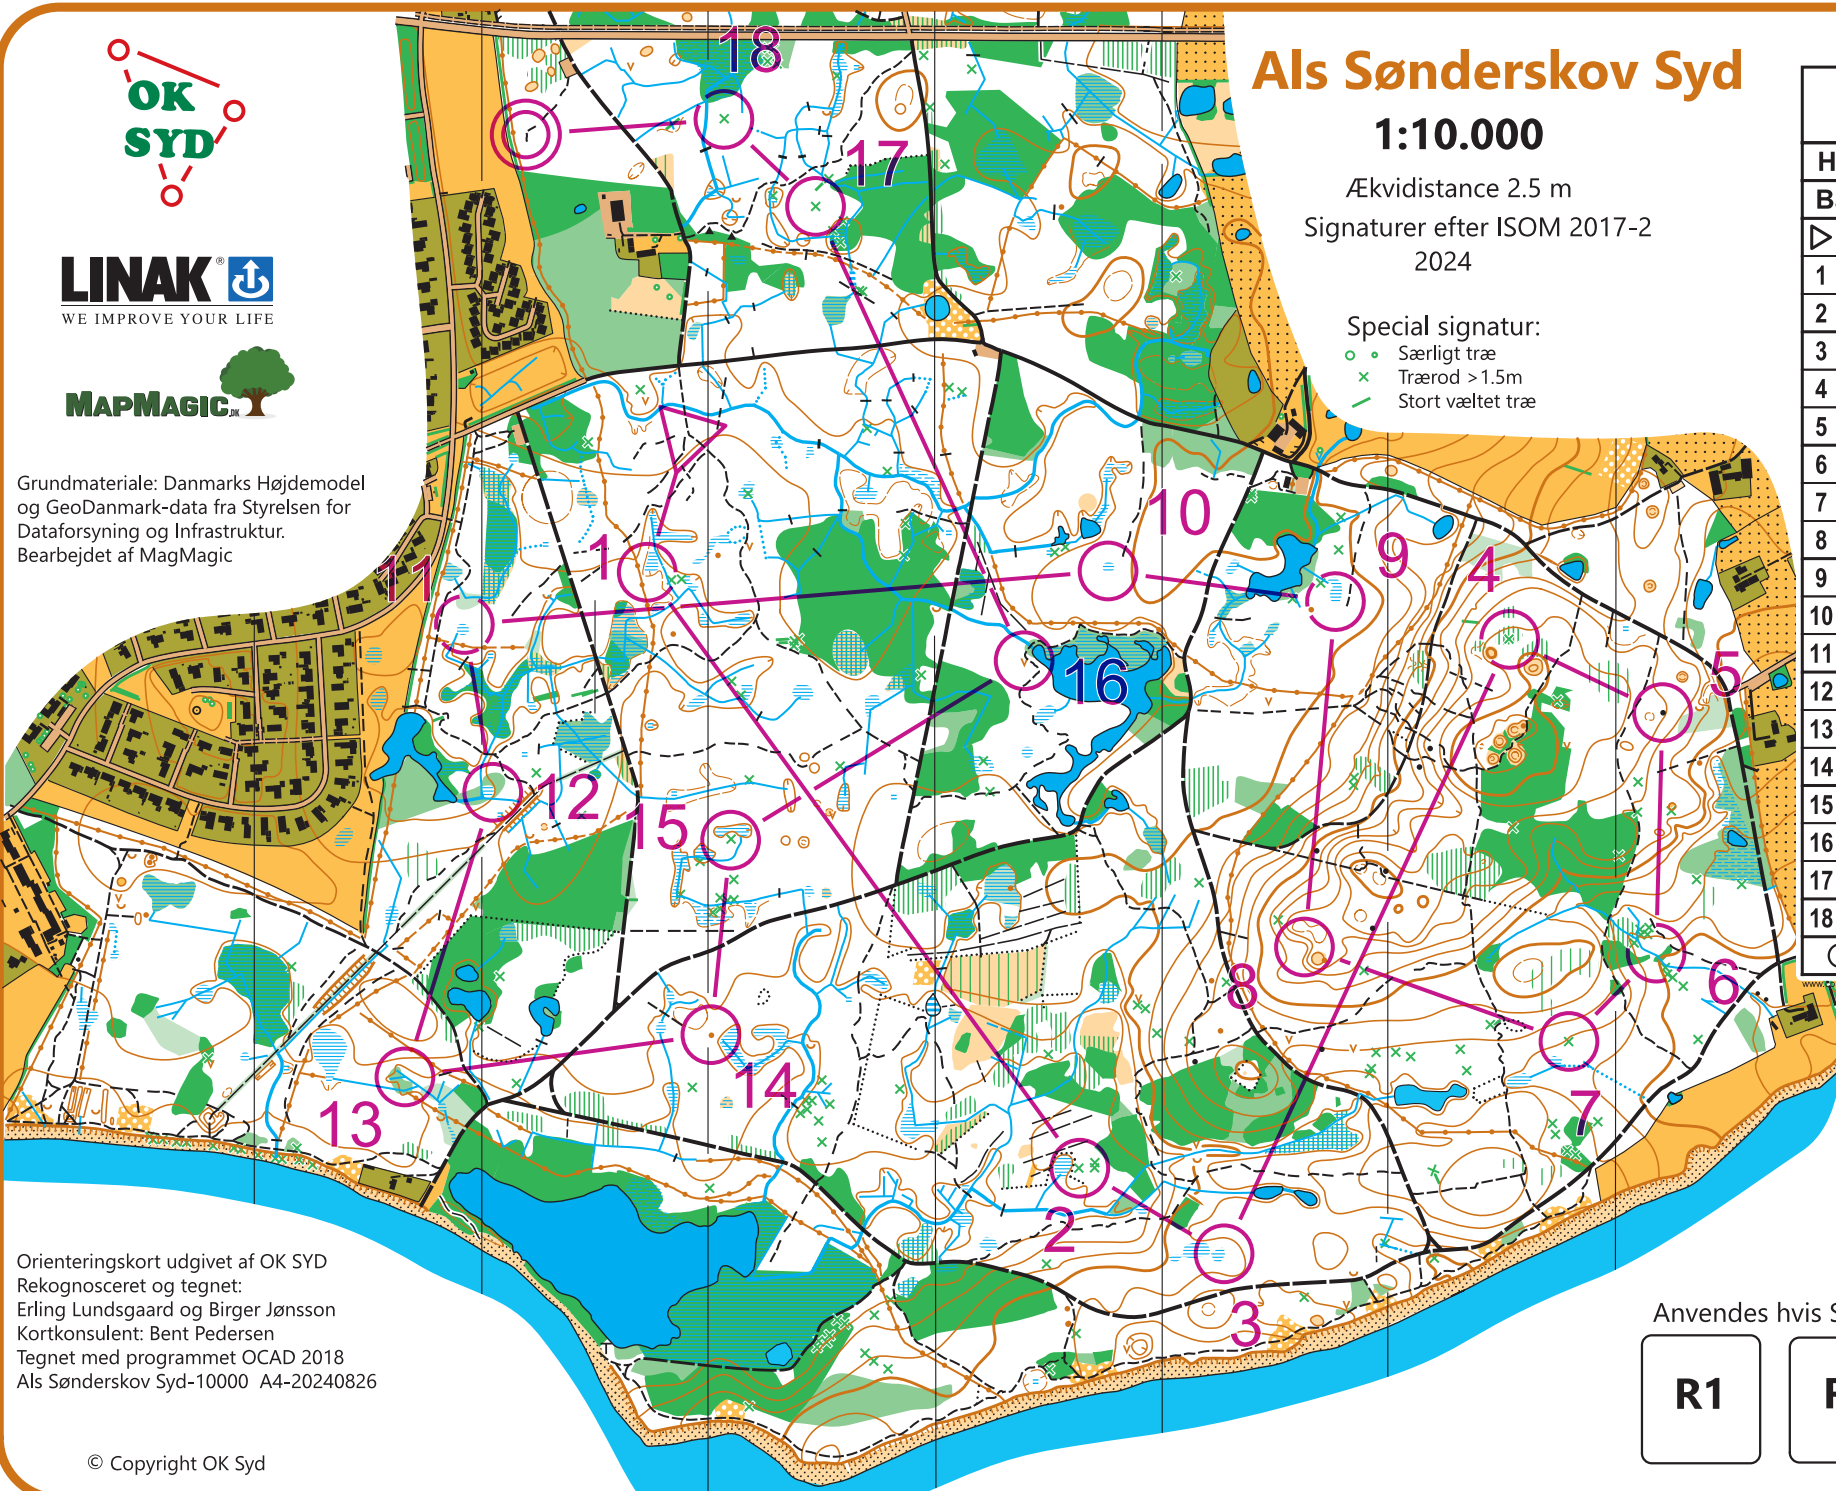 OK
SYD
LINAK®
WE IMPROVE YOUR LIFE
MAPMAGIC.DK
Grundmateriale: Danmarks Højdemodel
og GeoDanmark-data fra Styrelsen for
Dataforsyning og Infrastruktur.
Bearbejdet af MagMagic
Als Sønderskov Syd
1:10.000
Ækvidistance 2.5 m
Signaturer efter ISOM 2017-2
2024
Special signatur:
Særligt træ
Trærod >1.5m
Stort væltet træ
H
B
1
2
3
4
5
6
7
8
9
10
11
12
13
14
15
16
17
18
18
17
10
9
4
11
1
5
16
12
15
6
8
14
13
7
2
3
Orienteringskort udgivet af OK SYD
Rekognosceret og tegnet:
Erling Lundsgaard og Birger Jønsson
Kortkonsulent: Bent Pedersen
Tegnet med programmet OCAD 2018
Als Sønderskov Syd-10000 A4-20240826
© Copyright OK Syd
Anvendes hvis S
R1